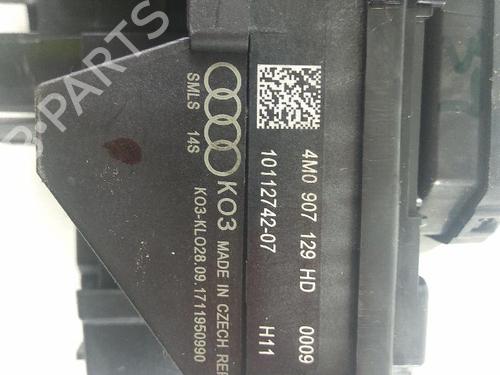 4M0 907 129 HD 0009
10112742-07 H11
KO3 MADE IN CZECH REP
SMLS 14S
KO3-KLO28.09.1711950990
B-PARTS